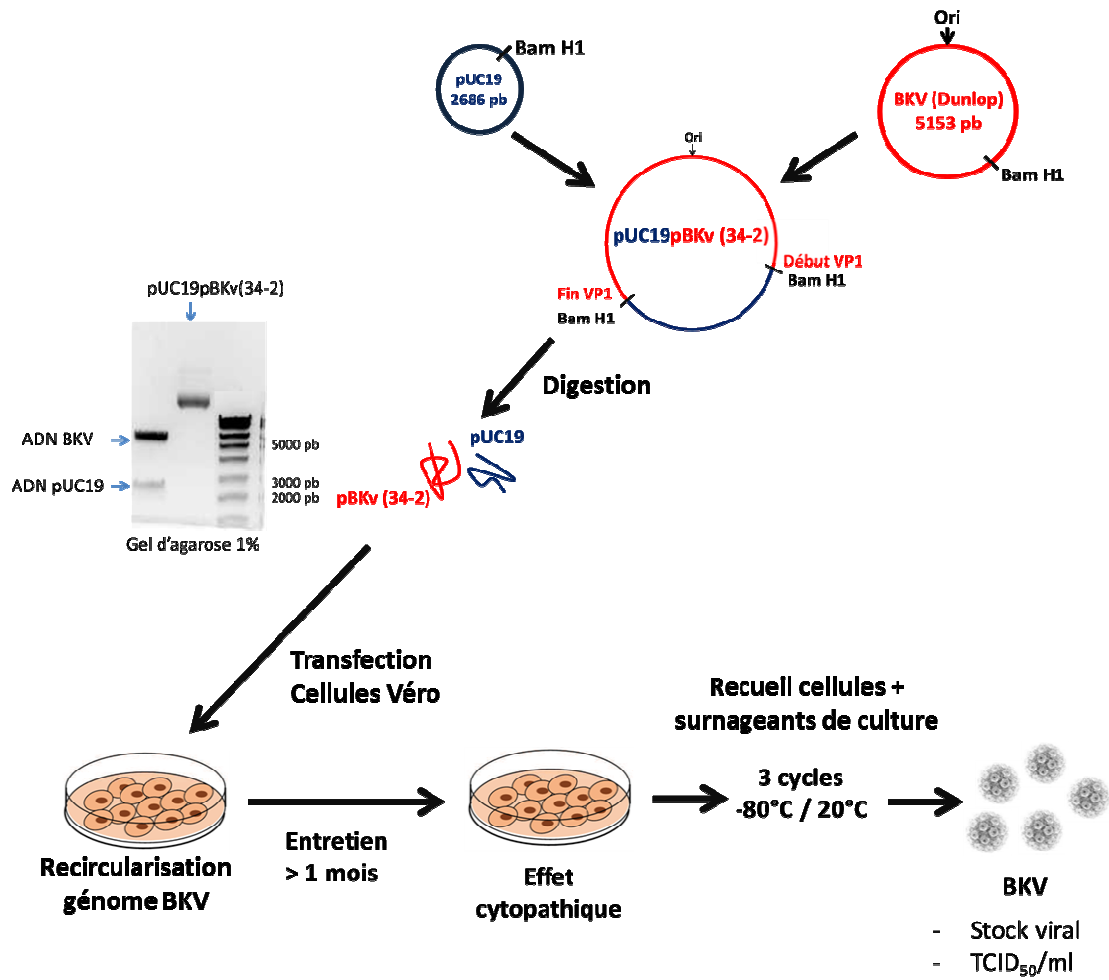 Bam H1
pUC19
2686 pb
Ori
BKV (Dunlop)
5153 pb
Bam H1
Ori
pUC19pBKv (34-2)
Début VP1
Bam H1
Fin VP1
Bam H1
pUC19pBKv(34-2)
Digestion
ADN BKV
5000 pb
pUC19
ADN pUC19
3000 pb
2000 pb
pBKv (34-2)
Gel d'agarose 1%
Transfection
Cellules Véro
Recueil cellules +
surnageants de culture
3 cycles
-80°C / 20°C
Entretien
> 1 mois
Recircularisation
génome BKV
Effet
cytopathique
BKV
- Stock viral
- TCID50/ml